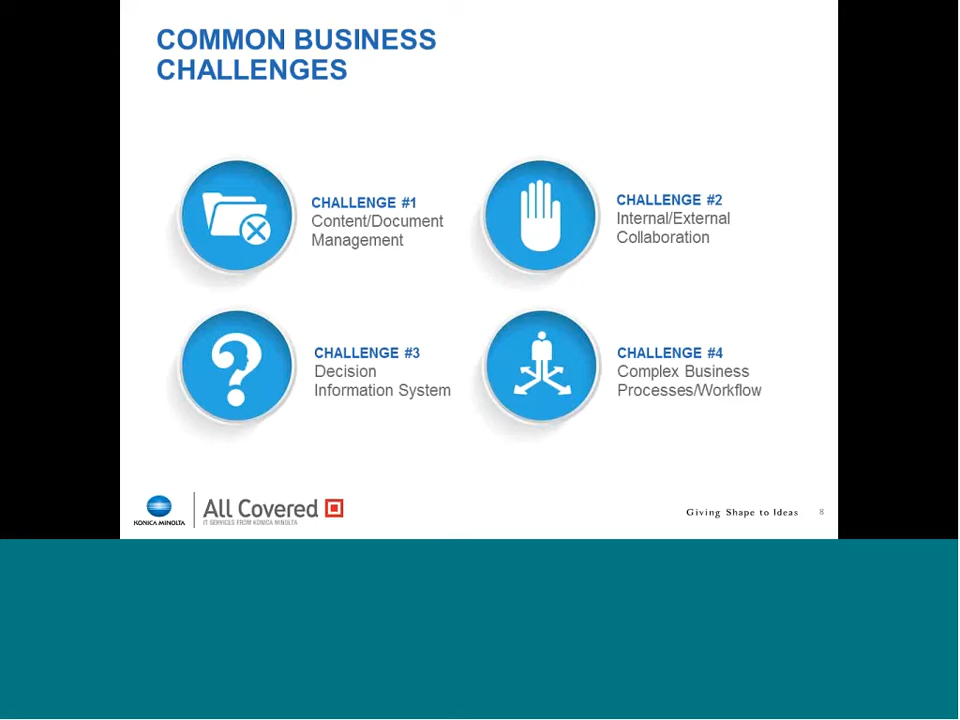 COMMON BUSINESS
CHALLENGES
CHALLENGE #1
Content/Document
Management
CHALLENGE #2
Internal/External
Collaboration
CHALLENGE #3
Decision
Information System
CHALLENGE #4
Complex Business
Processes/Workflow
KONICA MINOLTA
All Covered
IT SERVICES FROM KONICA MINOLTA
Giving Shape to Ideas
8